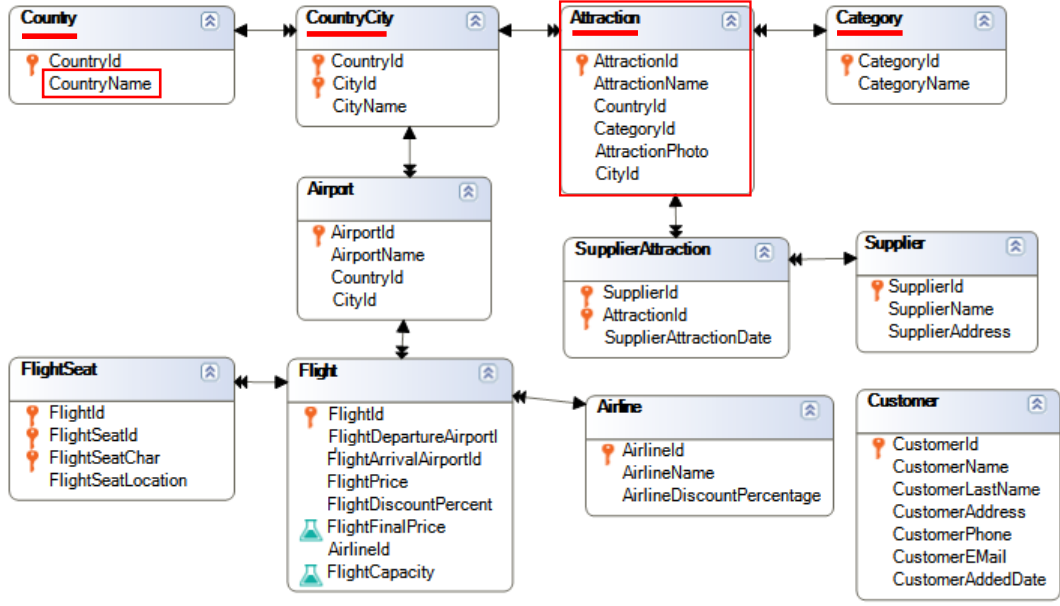 Country
CountryId
CountryName
CountryCity
CountryId
CityId
CityName
Attraction
AttractionId
AttractionName
CountryId
CategoryId
AttractionPhoto
CityId
Category
CategoryId
CategoryName
Airport
AirportId
AirportName
CountryId
CityId
SupplierAttraction
SupplierId
AttractionId
SupplierAttractionDate
Supplier
SupplierId
SupplierName
SupplierAddress
FlightSeat
FlightId
FlightSeatId
FlightSeatChar
FlightSeatLocation
Flight
FlightId
FlightDepartureAirportI
FlightArrivalAirportId
FlightPrice
FlightDiscountPercent
FlightFinalPrice
AirlineId
FlightCapacity
Airline
AirlineId
AirlineName
AirlineDiscountPercentage
Customer
CustomerId
CustomerName
CustomerLastName
CustomerAddress
CustomerPhone
CustomerEMail
CustomerAddedDate